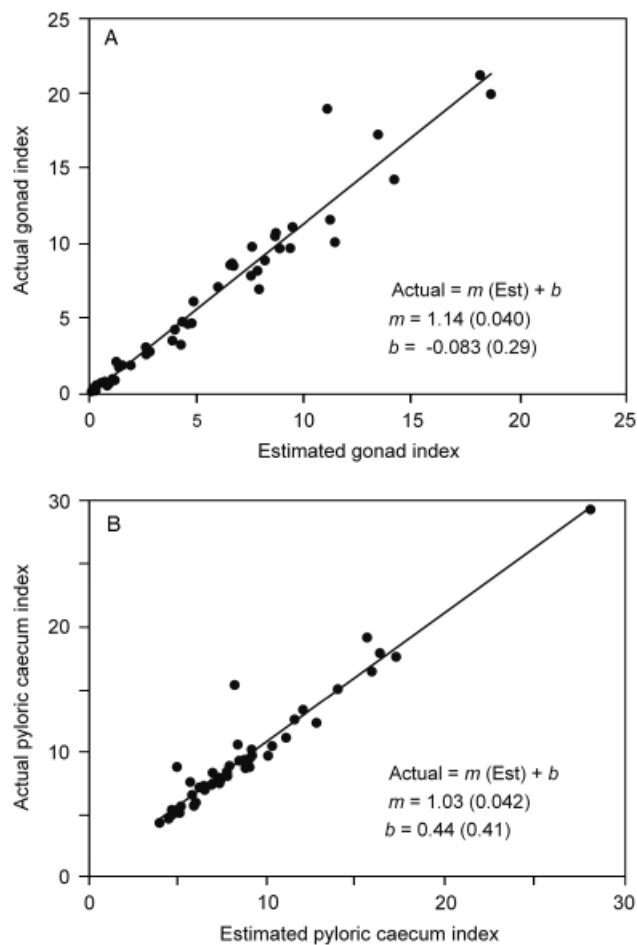 25
A
20
15
10
5
0
Actual gonad index
Actual = m (Est) + b
m = 1.14 (0.040)
b = -0.083 (0.29)
0 5 10 15 20 25
Estimated gonad index
30
B
20
10
0
Actual pyloric caecum index
Actual = m (Est) + b
m = 1.03 (0.042)
b = 0.44 (0.41)
0 10 20 30
Estimated pyloric caecum index